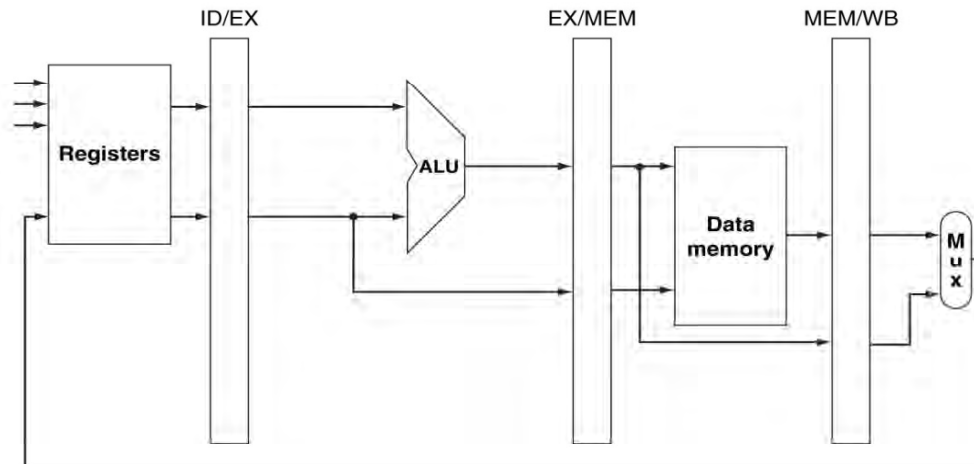 ID/EX
EX/MEM
MEM/WB
Registers
ALU
Data
memory
M
u
x